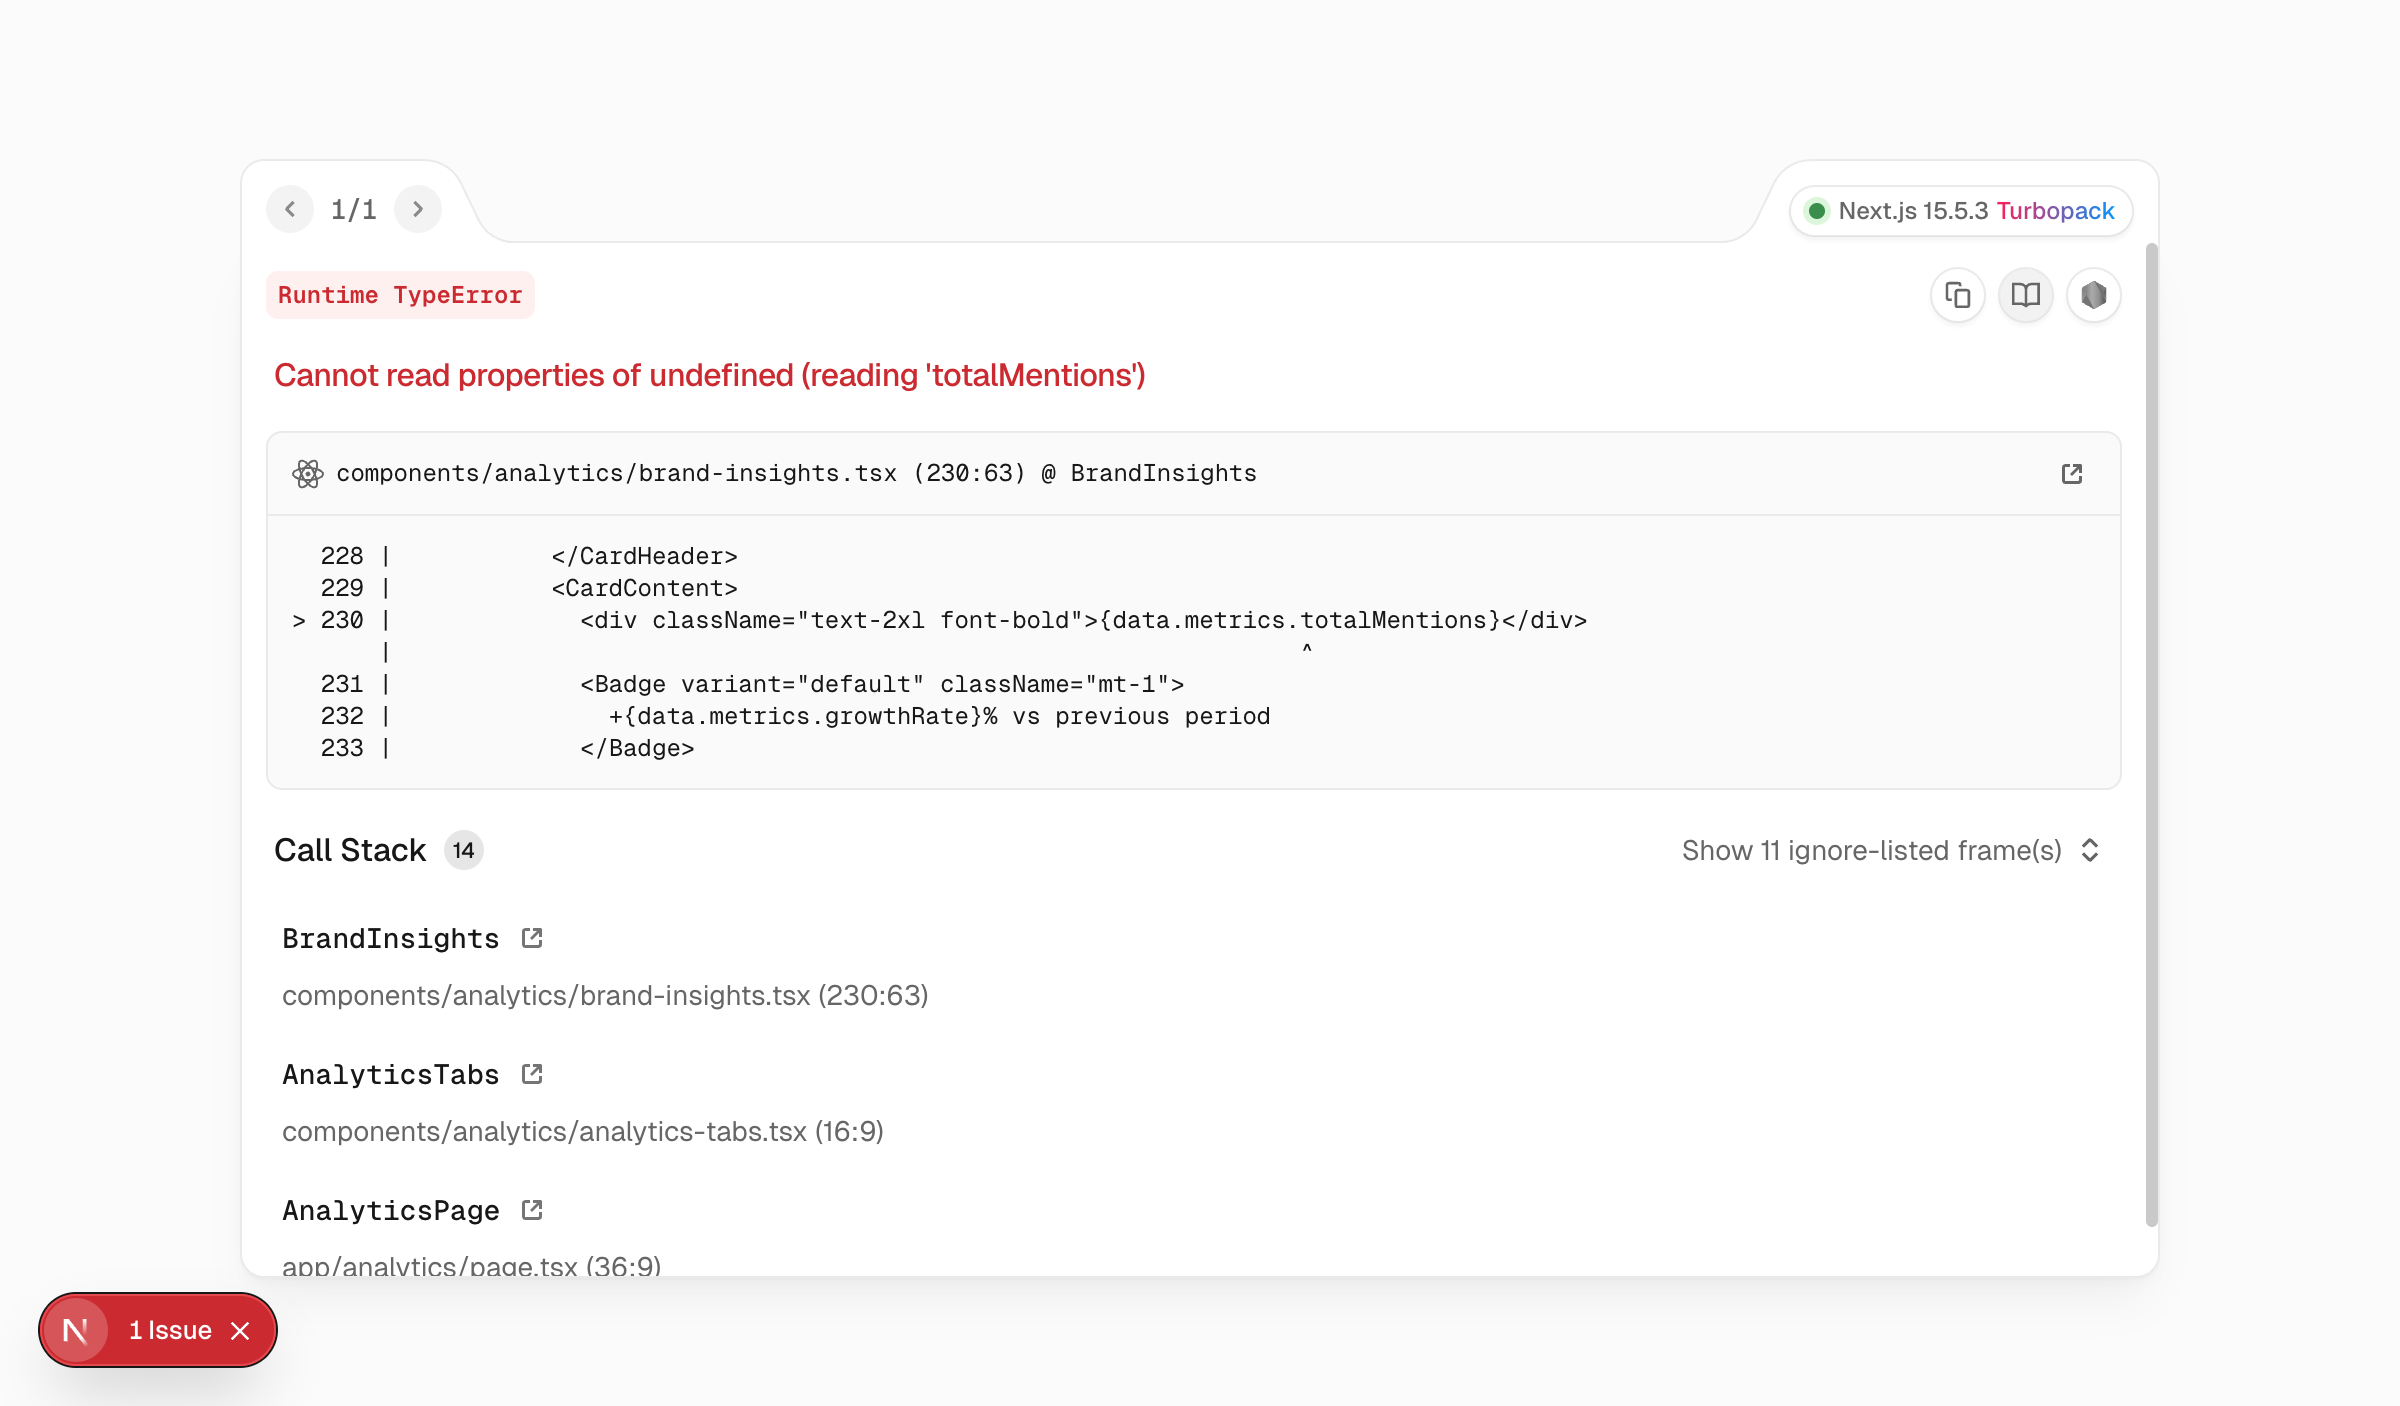 1/1
Next.js 15.5.3 Turbopack
Runtime TypeError
Cannot read properties of undefined (reading 'totalMentions')
components/analytics/brand-insights.tsx (230:63) @ BrandInsights
228 |           </CardHeader>
229 |           <CardContent>
> 230 |             <div className="text-2xl font-bold">{data.metrics.totalMentions}</div>
|                                                               ^
231 |             <Badge variant="default" className="mt-1">
232 |               +{data.metrics.growthRate}% vs previous period
233 |             </Badge>
Call Stack 14
Show 11 ignore-listed frame(s)
BrandInsights
components/analytics/brand-insights.tsx (230:63)
AnalyticsTabs
components/analytics/analytics-tabs.tsx (16:9)
AnalyticsPage
app/analytics/page.tsx (36:9)
N 1 Issue